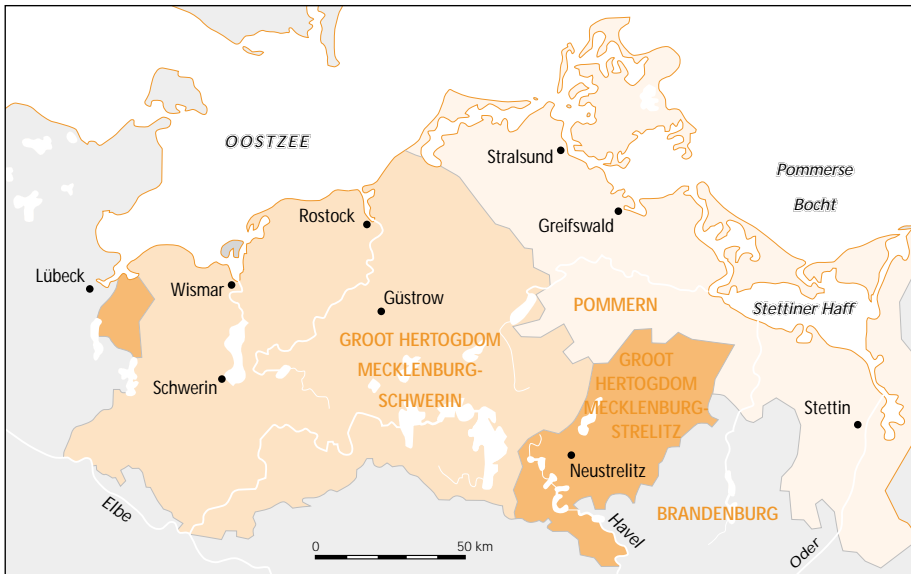 OOSTZEE
Stralsund
Pommerse
Bocht
Rostock
Greifswald
Lübeck
Wismar
Güstrow
POMMERN
Stettiner Haff
GROOT HERTOGDOM
MECKLENBURG-
SCHWERIN
GROOT
HERTOGDOM
MECKLENBURG-
STRELITZ
Schwerin
Stettin
Neustrelitz
Elbe
Havel
BRANDENBURG
Oder
0 50 km